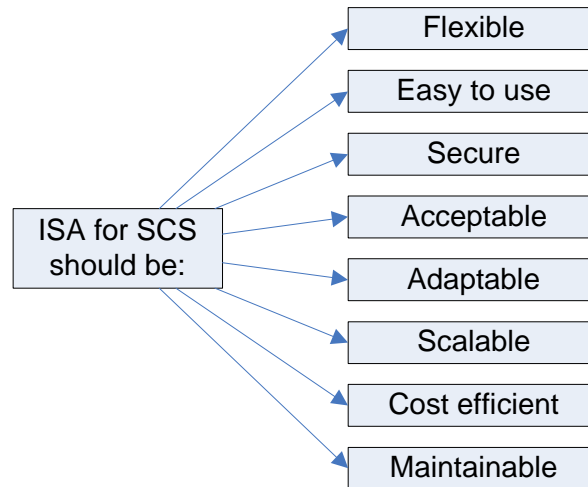 Flexible
Easy to use
Secure
ISA for SCS
should be:
Acceptable
Adaptable
Scalable
Cost efficient
Maintainable